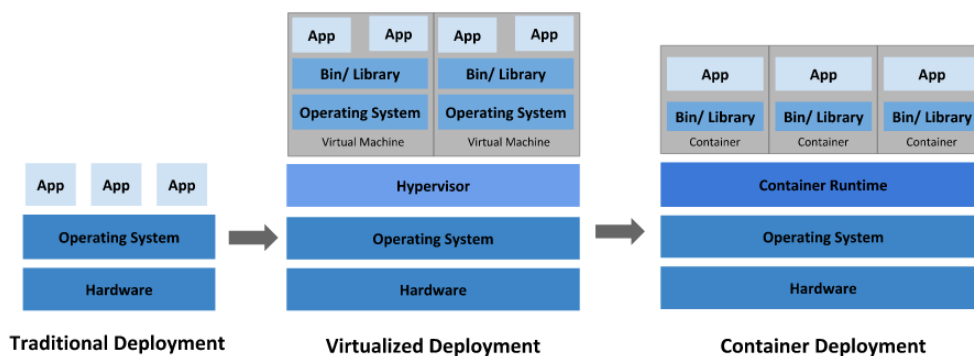 App
App
App
Operating System
Hardware
Traditional Deployment
App
App
Bin/ Library
Operating System
Virtual Machine
App
App
Bin/ Library
Operating System
Virtual Machine
Hypervisor
Operating System
Hardware
Virtualized Deployment
App
Bin/ Library
Container
App
Bin/ Library
Container
App
Bin/ Library
Container
Container Runtime
Operating System
Hardware
Container Deployment